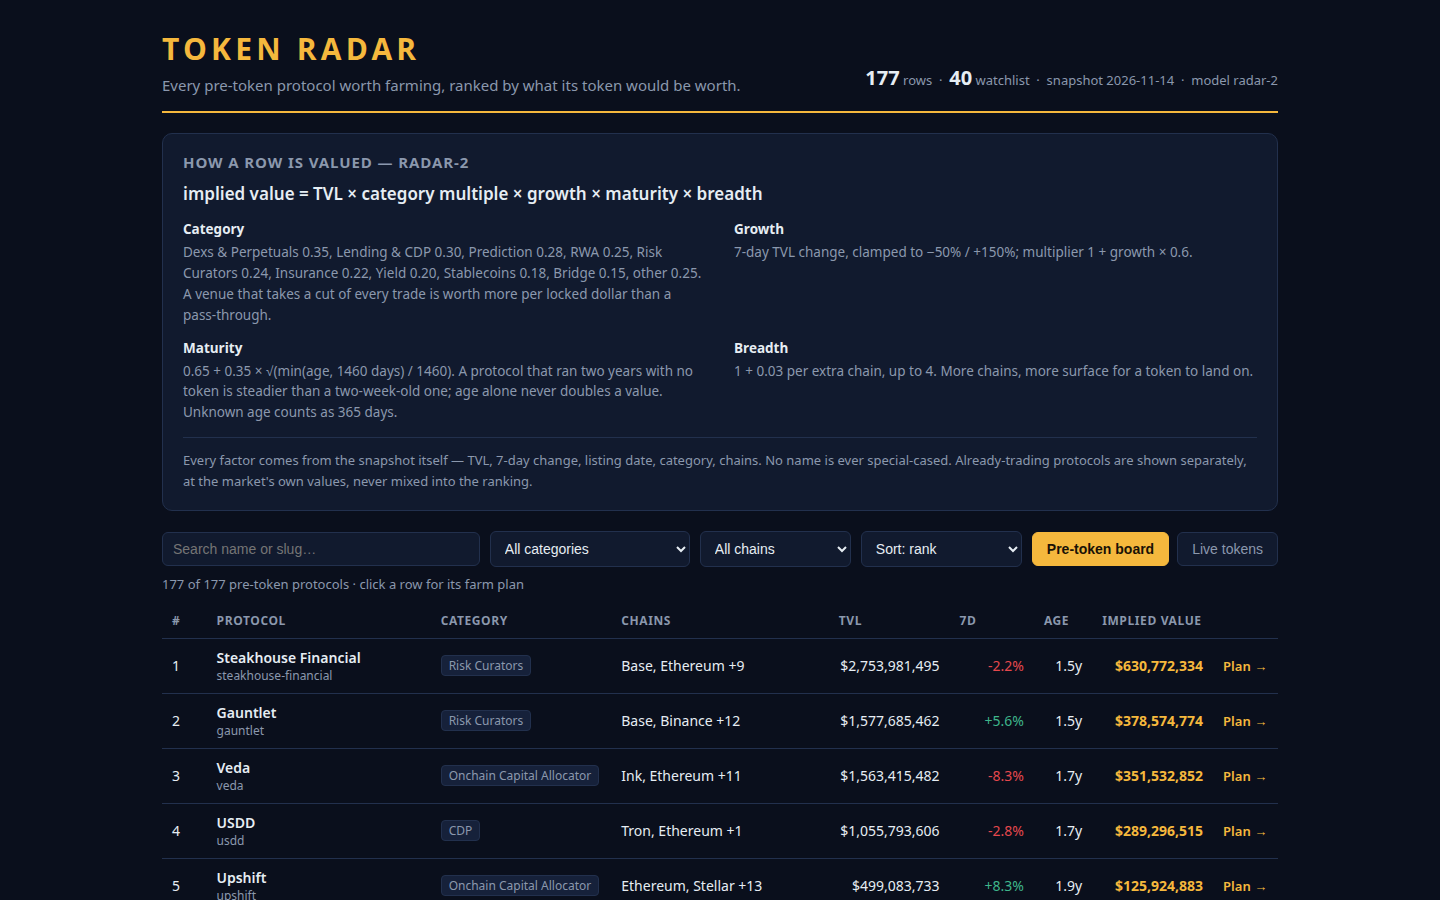 TOKEN RADAR
Every pre-token protocol worth farming, ranked by what its token would be worth.
177 rows · 40 watchlist · snapshot 2026-11-14 · model radar-2
HOW A ROW IS VALUED — RADAR-2
implied value = TVL × category multiple × growth × maturity × breadth
Category
Dexs & Perpetuals 0.35, Lending & CDP 0.30, Prediction 0.28, RWA 0.25, Risk
Curators 0.24, Insurance 0.22, Yield 0.20, Stablecoins 0.18, Bridge 0.15, other 0.25.
A venue that takes a cut of every trade is worth more per locked dollar than a
pass-through.
Growth
7-day TVL change, clamped to −50% / +150%; multiplier 1 + growth × 0.6.
Maturity
0.65 + 0.35 × √(min(age, 1460 days) / 1460). A protocol that ran two years with no
token is steadier than a two-week-old one; age alone never doubles a value.
Unknown age counts as 365 days.
Breadth
1 + 0.03 per extra chain, up to 4. More chains, more surface for a token to land on.
Every factor comes from the snapshot itself — TVL, 7-day change, listing date, category, chains. No name is ever special-cased. Already-trading protocols are shown separately,
at the market's own values, never mixed into the ranking.
Search name or slug… All categories All chains Sort: rank Pre-token board Live tokens
177 of 177 pre-token protocols · click a row for its farm plan
# PROTOCOL CATEGORY CHAINS TVL 7D AGE IMPLIED VALUE
1 Steakhouse Financial Risk Curators Base, Ethereum +9 $2,753,981,495 -2.2% 1.5y $630,772,334 Plan →
steakhouse-financial
2 Gauntlet Risk Curators Base, Binance +12 $1,577,685,462 +5.6% 1.5y $378,574,774 Plan →
gauntlet
3 Veda Onchain Capital Allocator Ink, Ethereum +11 $1,563,415,482 -8.3% 1.7y $351,532,852 Plan →
veda
4 USDD CDP Tron, Ethereum +1 $1,055,793,606 -2.8% 1.7y $289,296,515 Plan →
usdd
5 Upshift Onchain Capital Allocator Ethereum, Stellar +13 $499,083,733 +8.3% 1.9y $125,924,883 Plan →
upshift